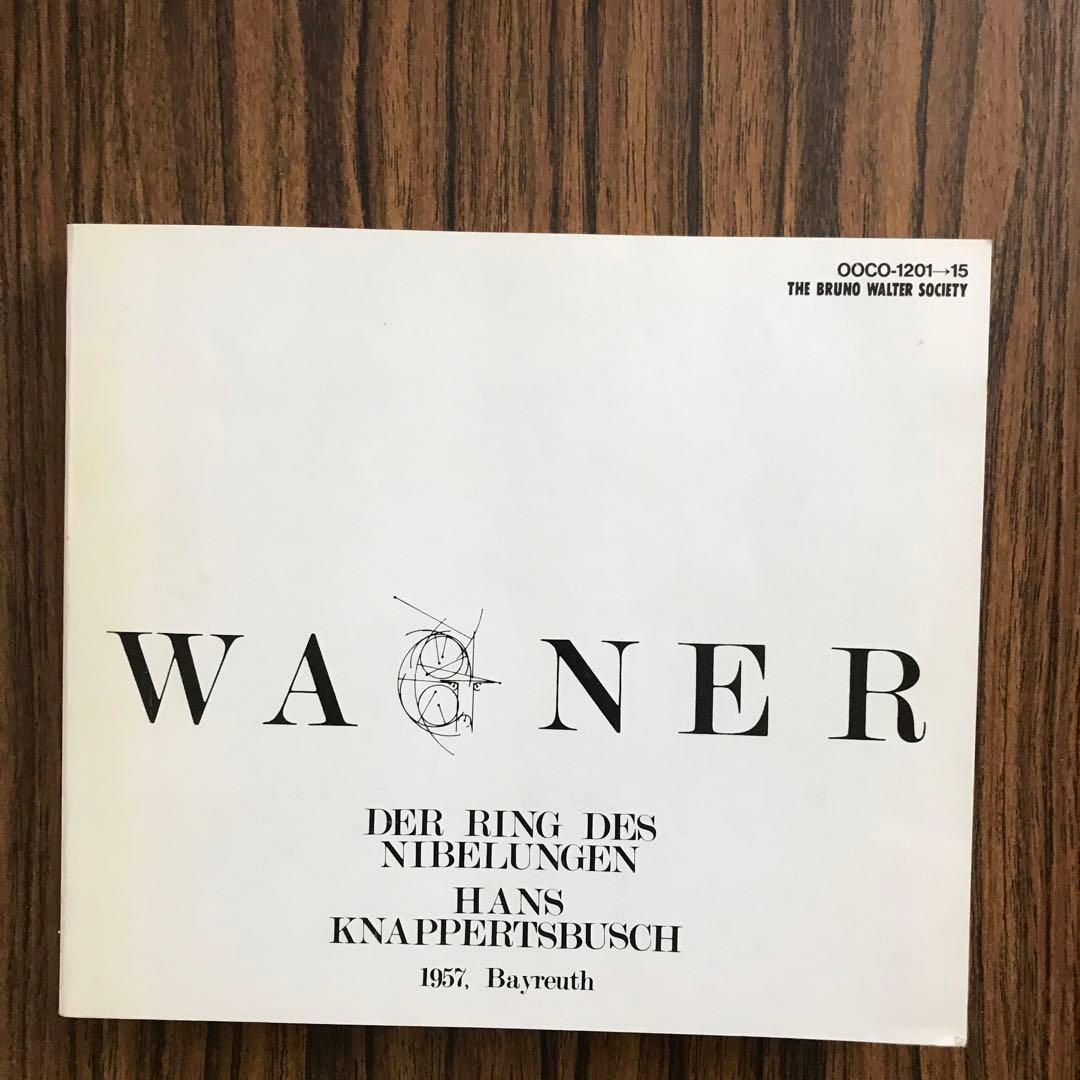 OOCO-1201→15
THE BRUNO WALTER SOCIETY
WAGNER
DER RING DES
NIBELUNGEN
HANS
KNAPPERTSBUSCH
1957, Bayreuth